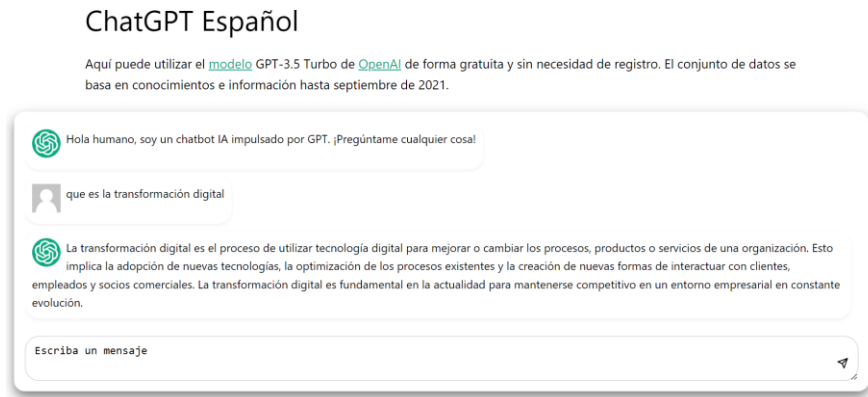 ChatGPT Español
Aquí puede utilizar el modelo GPT-3.5 Turbo de OpenAI de forma gratuita y sin necesidad de registro. El conjunto de datos se
basa en conocimientos e información hasta septiembre de 2021.
Hola humano, soy un chatbot IA impulsado por GPT. ¡Pregúntame cualquier cosa!
que es la transformación digital
La transformación digital es el proceso de utilizar tecnología digital para mejorar o cambiar los procesos, productos o servicios de una organización. Esto
implica la adopción de nuevas tecnologías, la optimización de los procesos existentes y la creación de nuevas formas de interactuar con clientes,
empleados y socios comerciales. La transformación digital es fundamental en la actualidad para mantenerse competitivo en un entorno empresarial en constante
evolución.
Escriba un mensaje